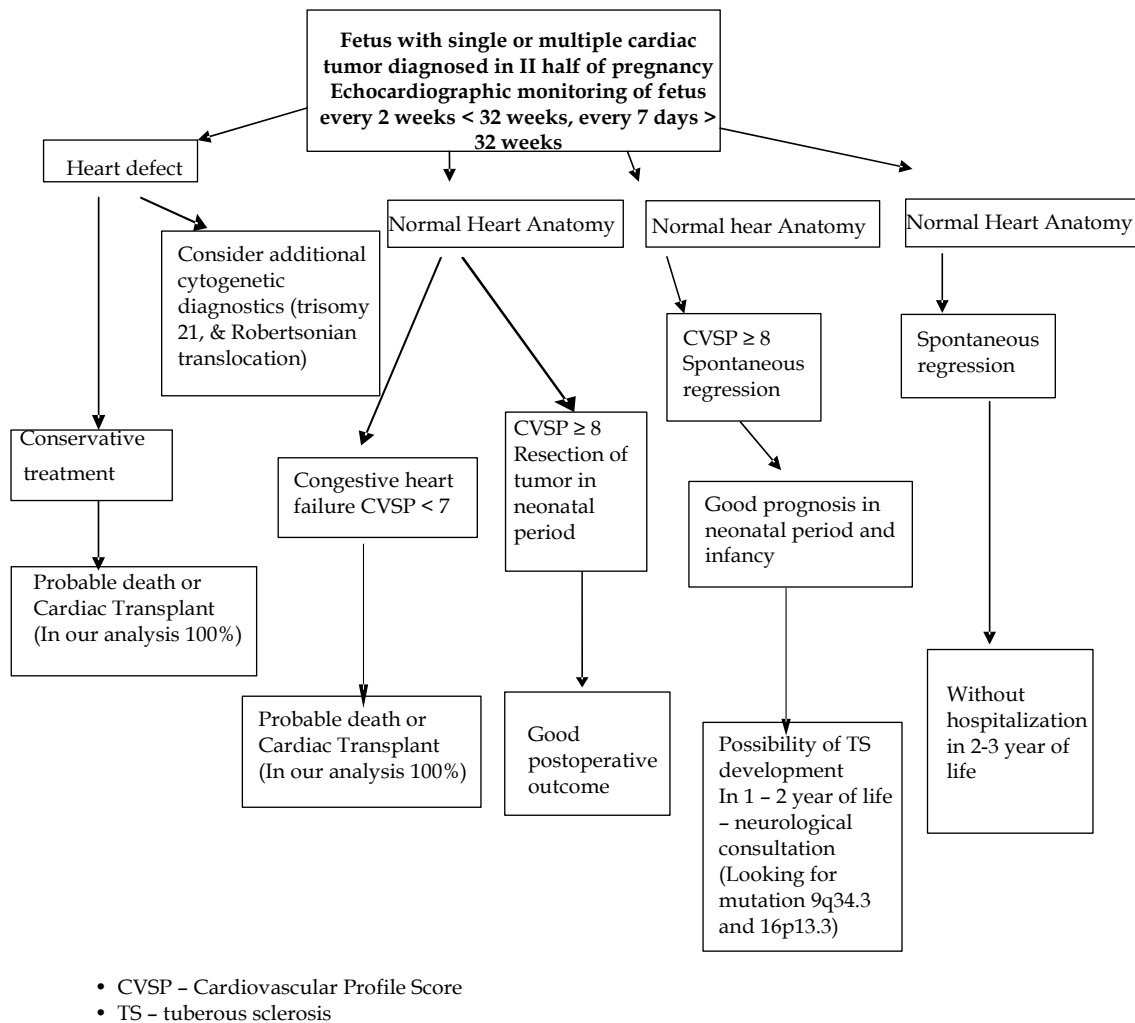 Fetus with single or multiple cardiac
tumor diagnosed in II half of pregnancy
Echocardiographic monitoring of fetus
every 2 weeks < 32 weeks, every 7 days >
32 weeks
Heart defect
Normal Heart Anatomy
Normal hear Anatomy
Normal Heart Anatomy
Consider additional
cytogenetic
diagnostics (trisomy
21, & Robertsonian
translocation)
CVSP ≥ 8
Spontaneous
regression
Spontaneous
regression
Conservative
treatment
Congestive heart
failure CVSP < 7
CVSP ≥ 8
Resection of
tumor in
neonatal
period
Good prognosis in
neonatal period and
infancy
Probable death or
Cardiac Transplant
(In our analysis 100%)
Probable death or
Cardiac Transplant
(In our analysis 100%)
Good
postoperative
outcome
Possibility of TS
development
In 1 – 2 year of life
– neurological
consultation
(Looking for
mutation 9q34.3
and 16p13.3)
Without
hospitalization
in 2-3 year of
life
• CVSP – Cardiovascular Profile Score
• TS – tuberous sclerosis